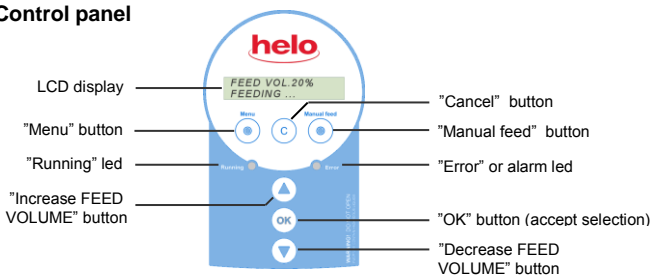 Control panel
helo
LCD display
FEED VOL.20%
FEEDING ...
"Cancel" button
Menu
Manual feed
"Menu" button
C
"Manual feed" button
"Running" led
Running
Error
"Error" or alarm led
"Increase FEED
VOLUME" button
OK
"OK" button (accept selection)
"Decrease FEED
VOLUME" button